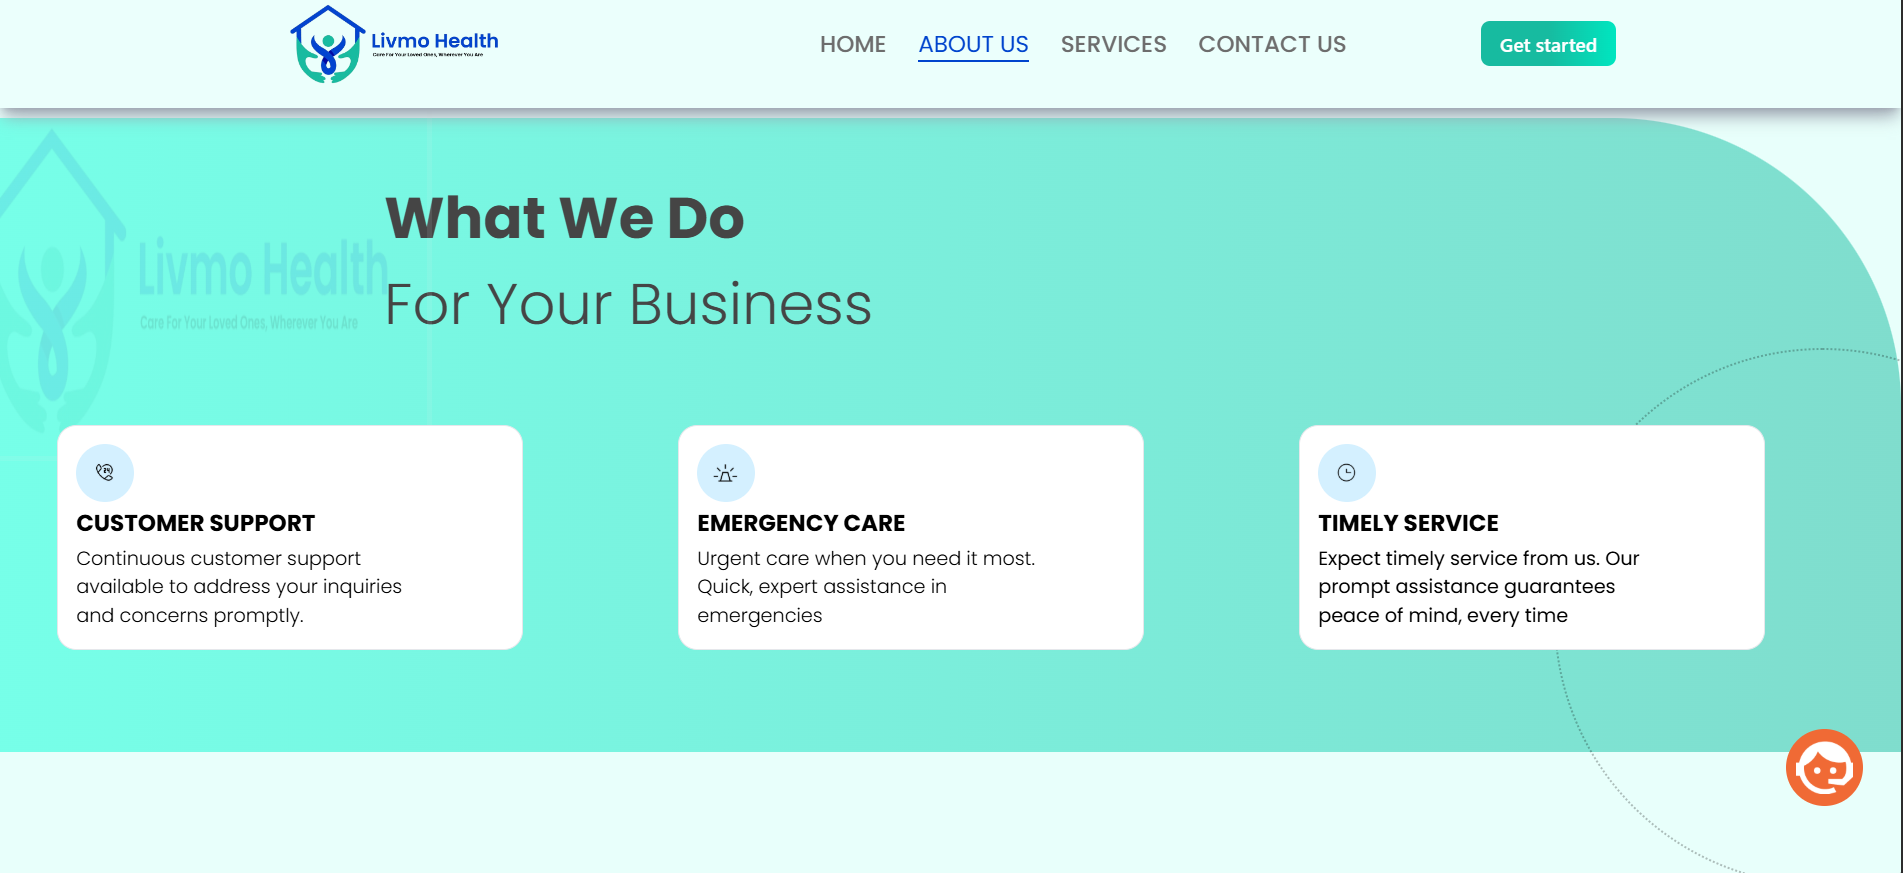 Livmo Health
Care For Your Loved Ones, Wherever You Are
HOME ABOUT US SERVICES CONTACT US
Get started
What We Do
For Your Business
Livmo Health
Care For Your Loved Ones, Wherever You Are
24
CUSTOMER SUPPORT
Continuous customer support
available to address your inquiries
and concerns promptly.
EMERGENCY CARE
Urgent care when you need it most.
Quick, expert assistance in
emergencies
TIMELY SERVICE
Expect timely service from us. Our
prompt assistance guarantees
peace of mind, every time